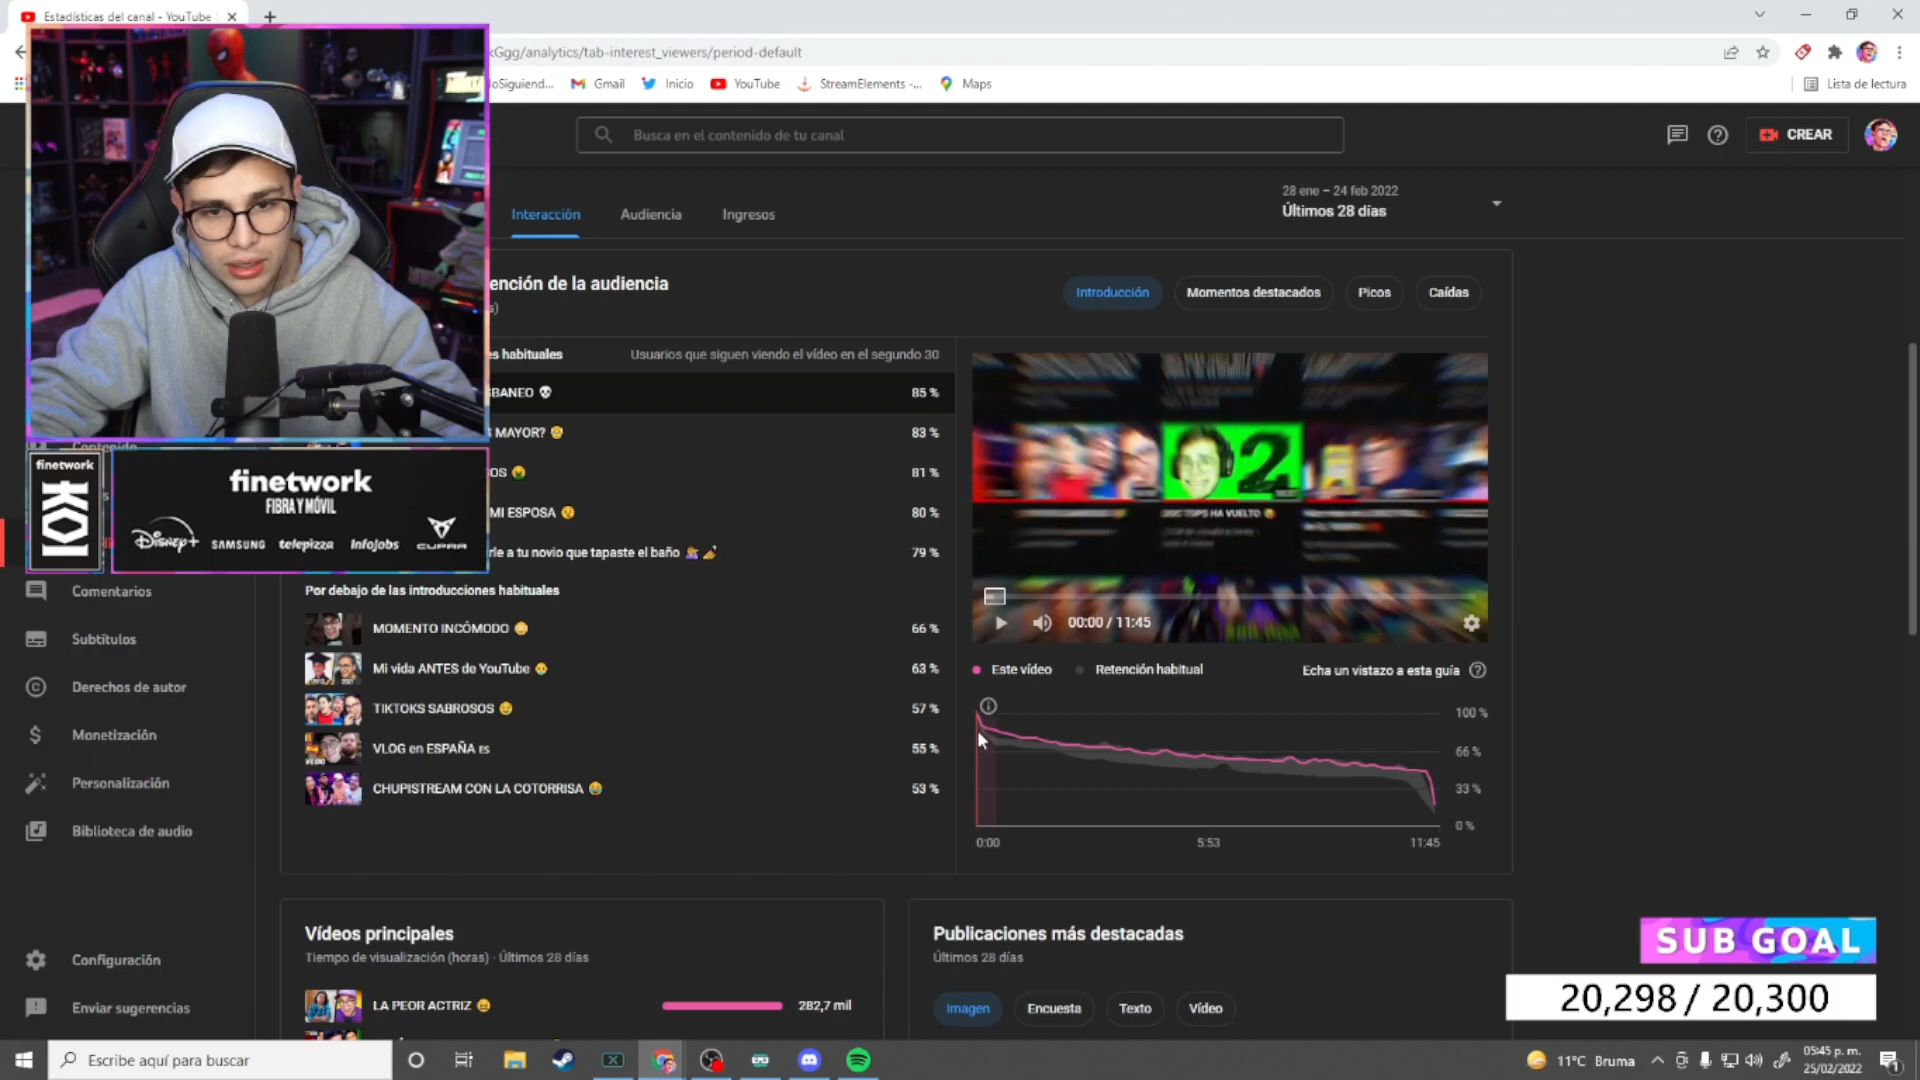 Estadísticas del canal - YouTube
kGgg/analytics/tab-interest_viewers/period-default
oSiguiend...
Gmail
Inicio
YouTube
StreamElements -...
Maps
Lista de lectura
Busca en el contenido de tu canal
CREAR
Interacción
Audiencia
Ingresos
28 ene – 24 feb 2022
Últimos 28 días
ención de la audiencia
Introducción
Momentos destacados
Picos
Caídas
s)
es habituales
Usuarios que siguen viendo el vídeo en el segundo 30
BANEO 💀
85 %
S MAYOR? 👴
83 %
OS 🤑
81 %
MI ESPOSA 😗
80 %
rle a tu novio que tapaste el baño
79 %
Por debajo de las introducciones habituales
MOMENTO INCÓMODO 😳
66 %
Mi vida ANTES de YouTube
63 %
TIKTOKS SABROSOS
57 %
VLOG en ESPAÑA ES
55 %
CHUPISTREAM CON LA COTORRISA 😭
53 %
2
00:00 / 11:45
Este vídeo
Retención habitual
Echa un vistazo a esta guía
100 %
66 %
33 %
0 %
0:00
5:53
11:45
finetwork
KOI
finetwork
FIBRA Y MÓVIL
Disney+
SAMSUNG
telepizza
InfoJobs
CUPRA
Contenido
Comentarios
Subtítulos
Derechos de autor
Monetización
Personalización
Biblioteca de audio
Configuración
Enviar sugerencias
Vídeos principales
Tiempo de visualización (horas) · Últimos 28 días
LA PEOR ACTRIZ
282,7 mil
Publicaciones más destacadas
Últimos 28 días
Imagen
Encuesta
Texto
Vídeo
SUB GOAL
20,298 / 20,300
Escribe aquí para buscar
11°C Bruma
05:45 p. m.
25/02/2022
1